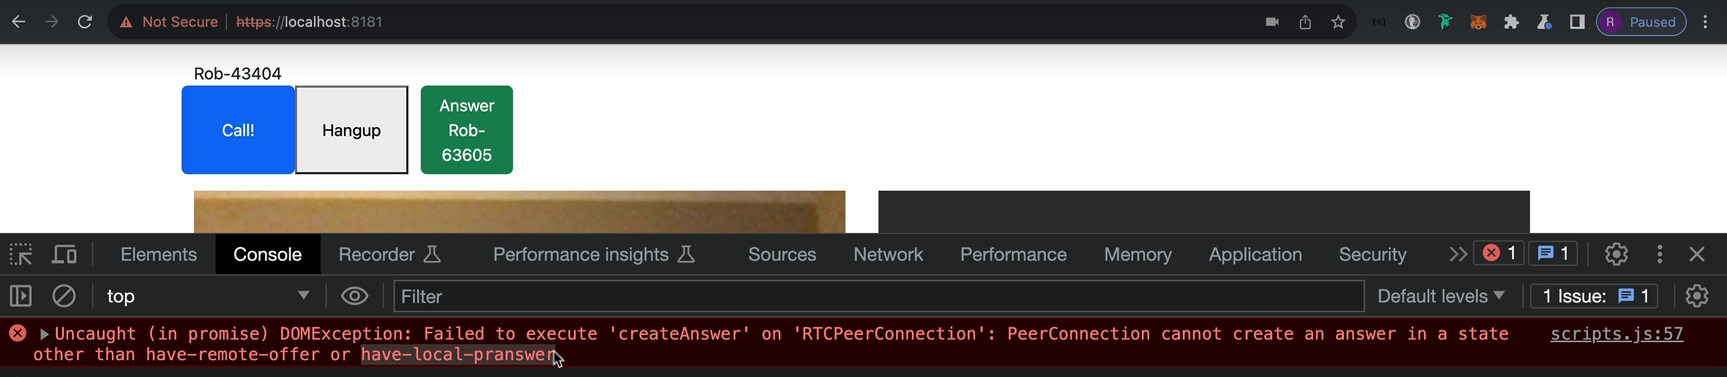 Not Secure https://localhost:8181
R Paused
Rob-43404
Call!
Hangup
Answer
Rob-
63605
Elements Console Recorder Performance insights Sources Network Performance Memory Application Security 1 1
top Filter Default levels 1 Issue: 1
Uncaught (in promise) DOMException: Failed to execute 'createAnswer' on 'RTCPeerConnection': PeerConnection cannot create an answer in a state scripts.js:57
other than have-remote-offer or have-local-pranswer